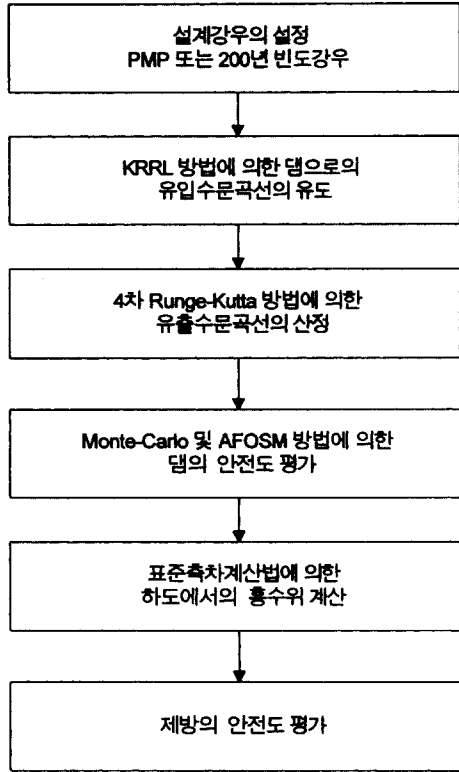 설계강우의 설정
PMP 또는 200년 빈도강우
KRRL 방법에 의한 댐으로의
유입수문곡선의 유도
4차 Runge-Kutta 방법에 의한
유출수문곡선의 산정
Monte-Carlo 및 AFOSM 방법에 의한
댐의 안전도 평가
표준축차계산법에 의한
하도에서의 홍수위 계산
제방의 안전도 평가